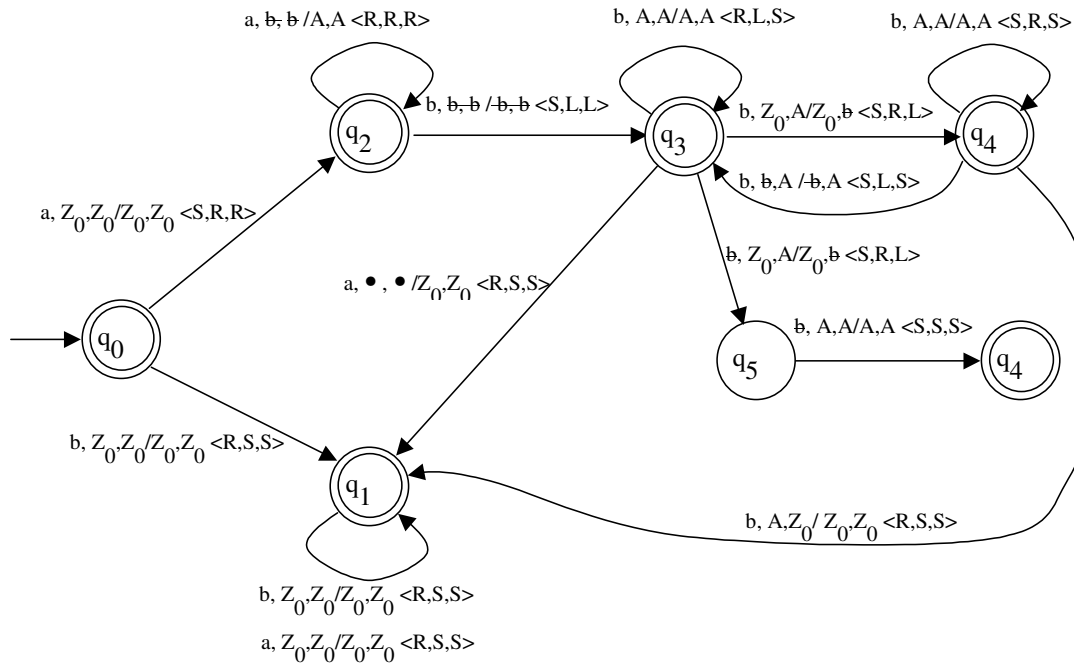 a, ƀ, ƀ /A,A <R,R,R>
b, A,A/A,A <R,L,S>
b, A,A/A,A <S,R,S>
b, ƀ, ƀ /ƀ, ƀ <S,L,L>
b, Z₀,A/Z₀,ƀ <S,R,L>
q₂
q₃
q₄
b, ƀ,A /ƀ,A <S,L,S>
a, Z₀,Z₀/Z₀,Z₀ <S,R,R>
ƀ, Z₀,A/Z₀,ƀ <S,R,L>
a, • , • /Z₀,Z₀ <R,S,S>
ƀ, A,A/A,A <S,S,S>
q₀
q₅
q₄
b, Z₀,Z₀/Z₀,Z₀ <R,S,S>
q₁
b, A,Z₀/ Z₀,Z₀ <R,S,S>
b, Z₀,Z₀/Z₀,Z₀ <R,S,S>
a, Z₀,Z₀/Z₀,Z₀ <R,S,S>